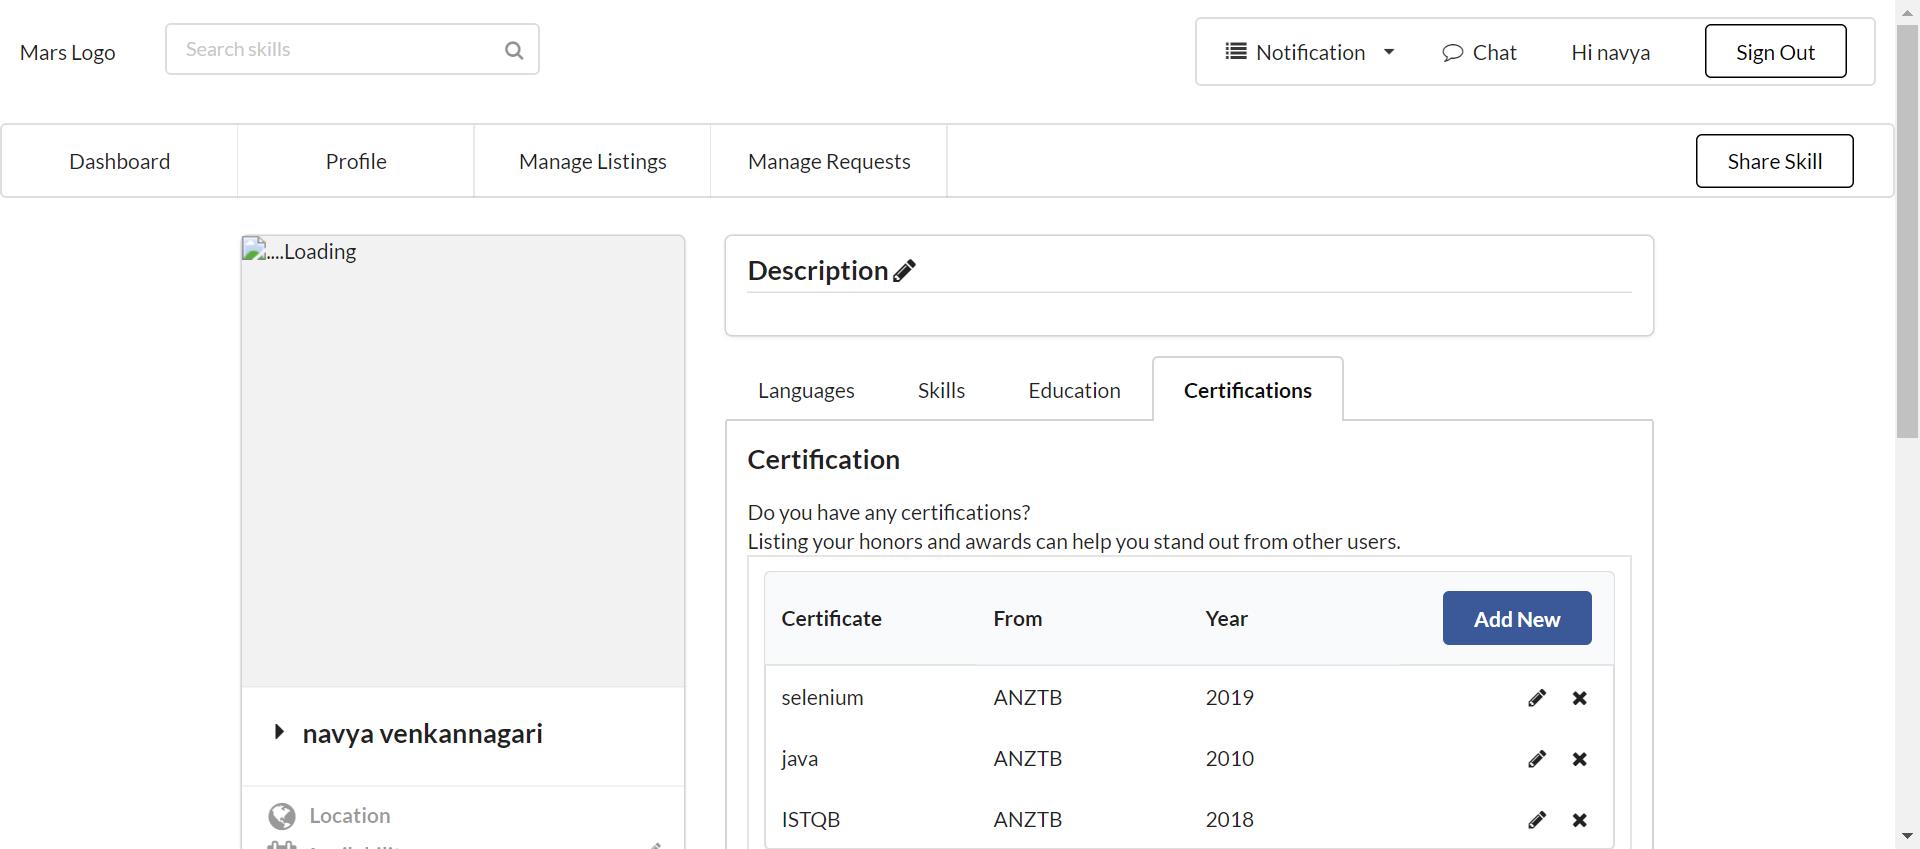 Mars Logo
Search skills
Notification
Chat
Hi navya
Sign Out
Dashboard
Profile
Manage Listings
Manage Requests
Share Skill
....Loading
navya venkannagari
Location
Description
Languages
Skills
Education
Certifications
Certification
Do you have any certifications?
Listing your honors and awards can help you stand out from other users.
Certificate From Year Add New
selenium ANZTB 2019
java ANZTB 2010
ISTQB ANZTB 2018